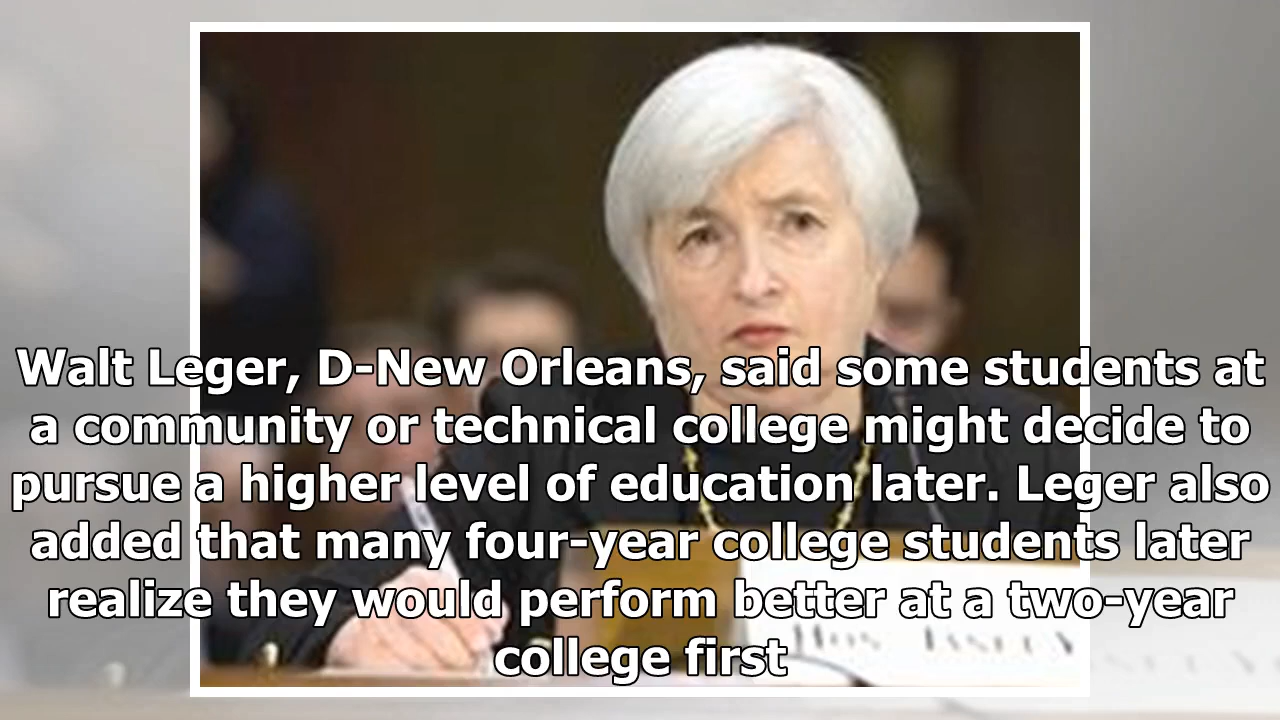 Walt Leger, D-New Orleans, said some students at
a community or technical college might decide to
pursue a higher level of education later. Leger also
added that many four-year college students later
realize they would perform better at a two-year
college first